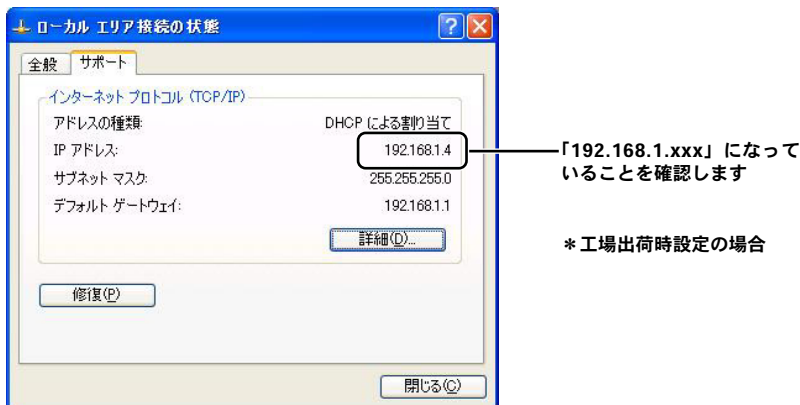 ローカル エリア接続の状態
全般 サポート
インターネット プロトコル (TCP/IP)
アドレスの種類: DHCP による割り当て
IP アドレス: 192.168.1.4
サブネット マスク: 255.255.255.0
デフォルト ゲートウェイ: 192.168.1.1
詳細(D)...
修復(P)
閉じる(C)
「192.168.1.xxx」になって
いることを確認します
＊工場出荷時設定の場合